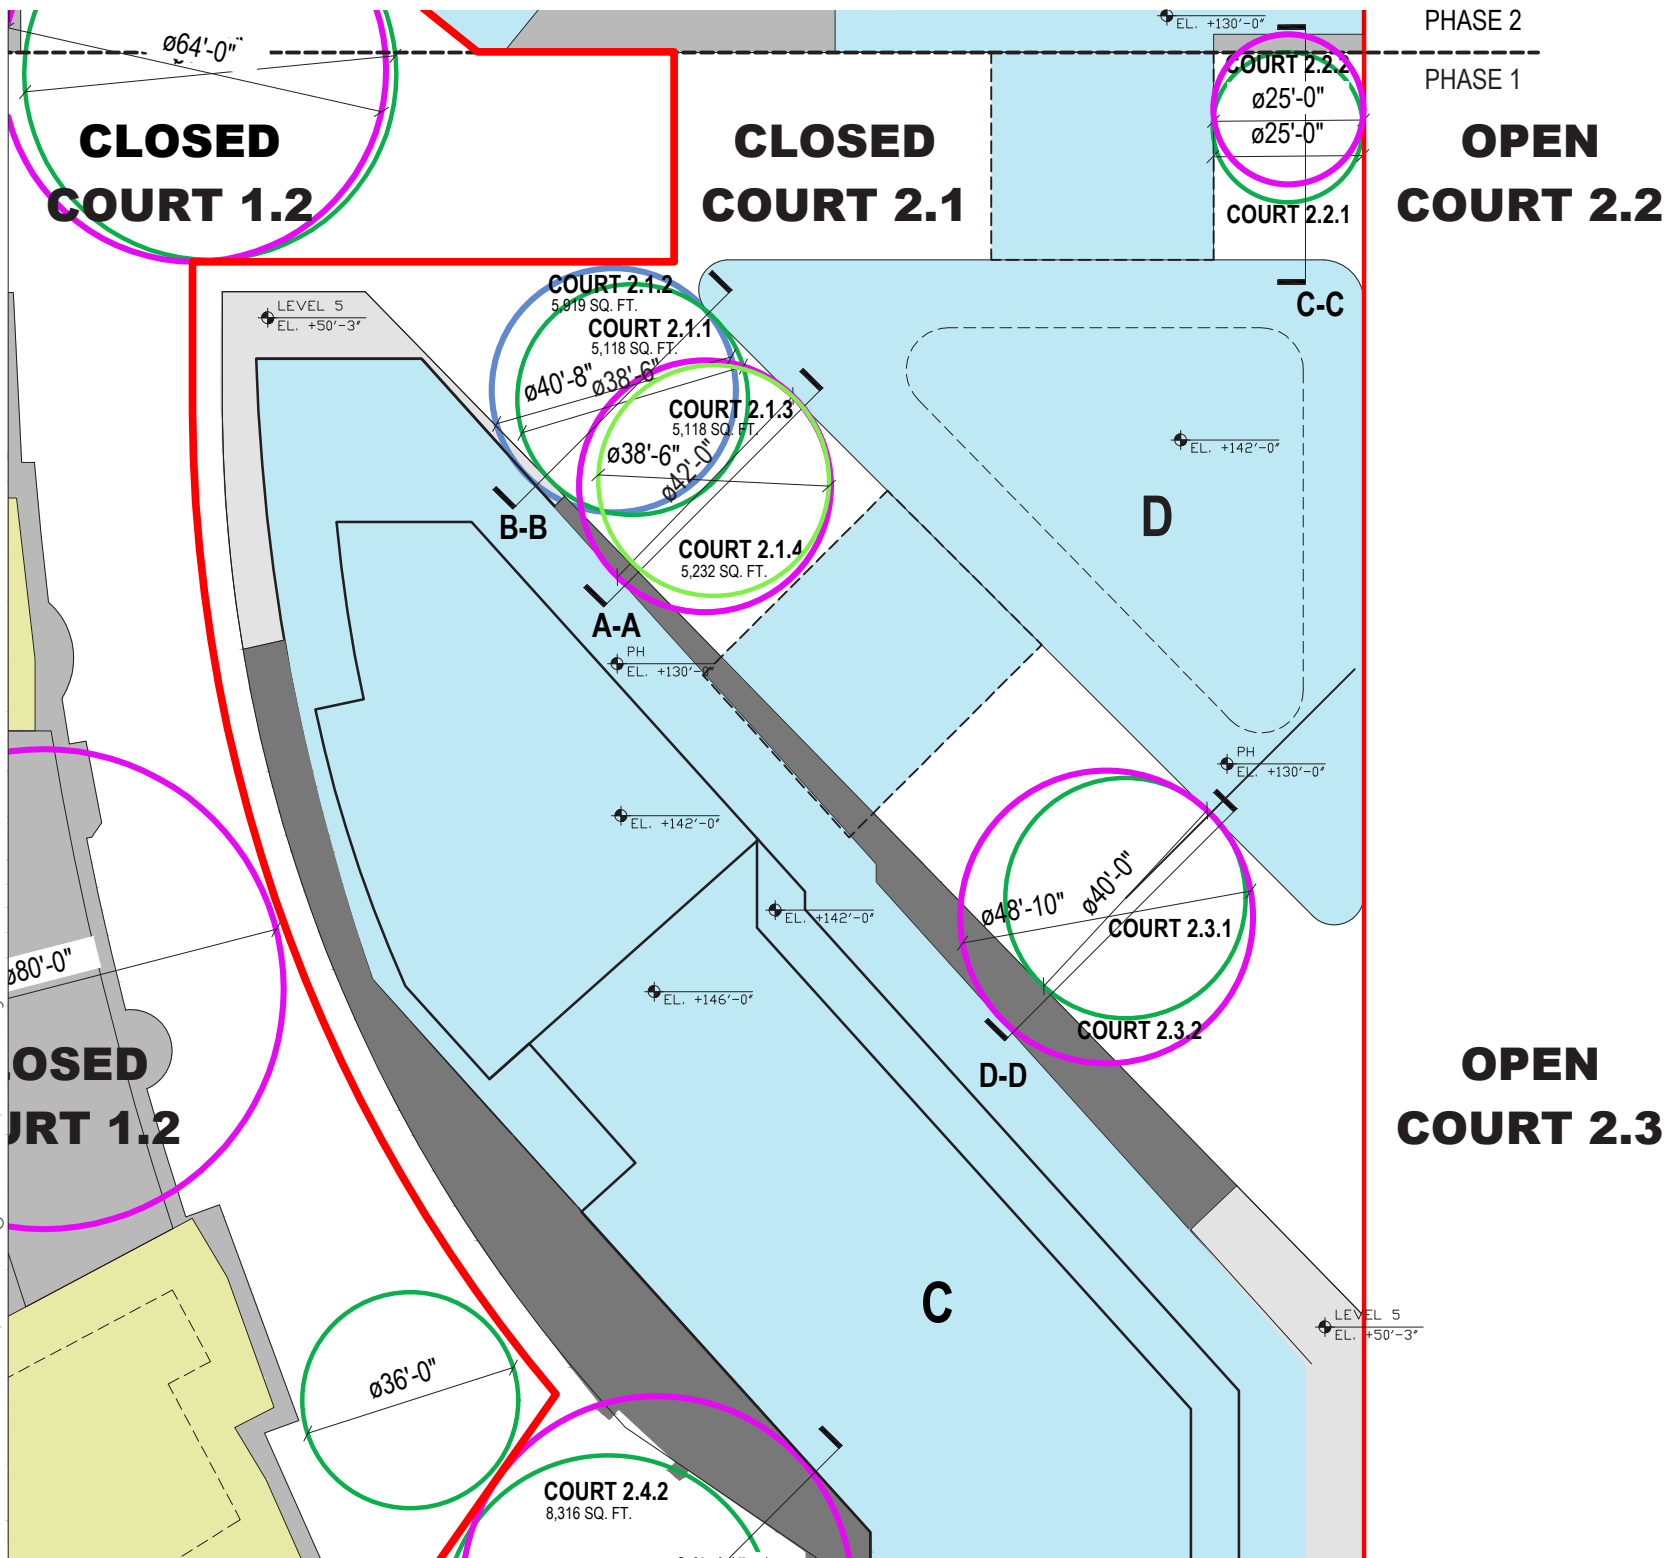 EL. +130'-0"
PHASE 2
PHASE 1
ø64'-0"
COURT 2.2.2
ø25'-0"
ø25'-0"
COURT 2.2.1
CLOSED
COURT 1.2
CLOSED
COURT 2.1
OPEN
COURT 2.2
C-C
LEVEL 5
EL. +50'-3"
COURT 2.1.2
5,919 SQ. FT.
COURT 2.1.1
5,118 SQ. FT.
ø40'-8"
ø38'-6"
COURT 2.1.3
5,118 SQ. FT.
ø38'-6"
ø42'-0"
EL. +142'-0"
D
B-B
COURT 2.1.4
5,232 SQ. FT.
A-A
PH
EL. +130'-0"
PH
EL. +130'-0"
EL. +142'-0"
ø48'-10"
ø40'-0"
EL. +142'-0"
COURT 2.3.1
ø80'-0"
EL. +146'-0"
COURT 2.3.2
D-D
LOSED
URT 1.2
OPEN
COURT 2.3
C
LEVEL 5
EL. +50'-3"
ø36'-0"
COURT 2.4.2
8,316 SQ. FT.